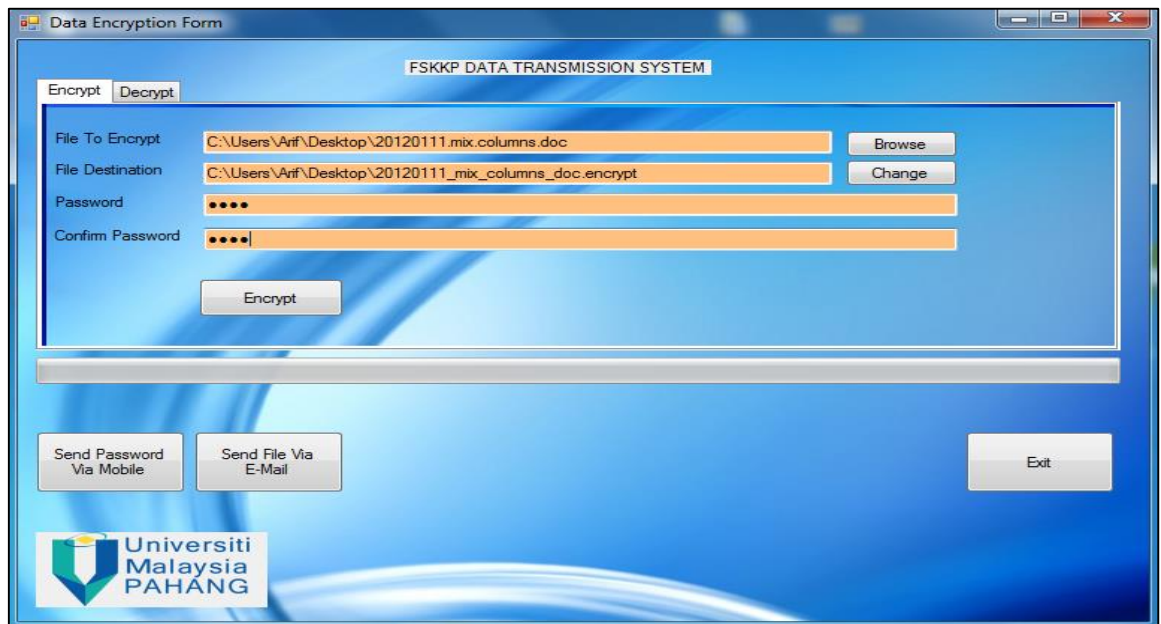 Data Encryption Form
FSKKP DATA TRANSMISSION SYSTEM
Encrypt Decrypt
File To Encrypt C:\Users\Arif\Desktop\20120111.mix.columns.doc Browse
File Destination C:\Users\Arif\Desktop\20120111_mix_columns_doc.encrypt Change
Password ●●●●
Confirm Password ●●●●
Encrypt
Send Password
Via Mobile
Send File Via
E-Mail
Exit
Universiti
Malaysia
PAHANG